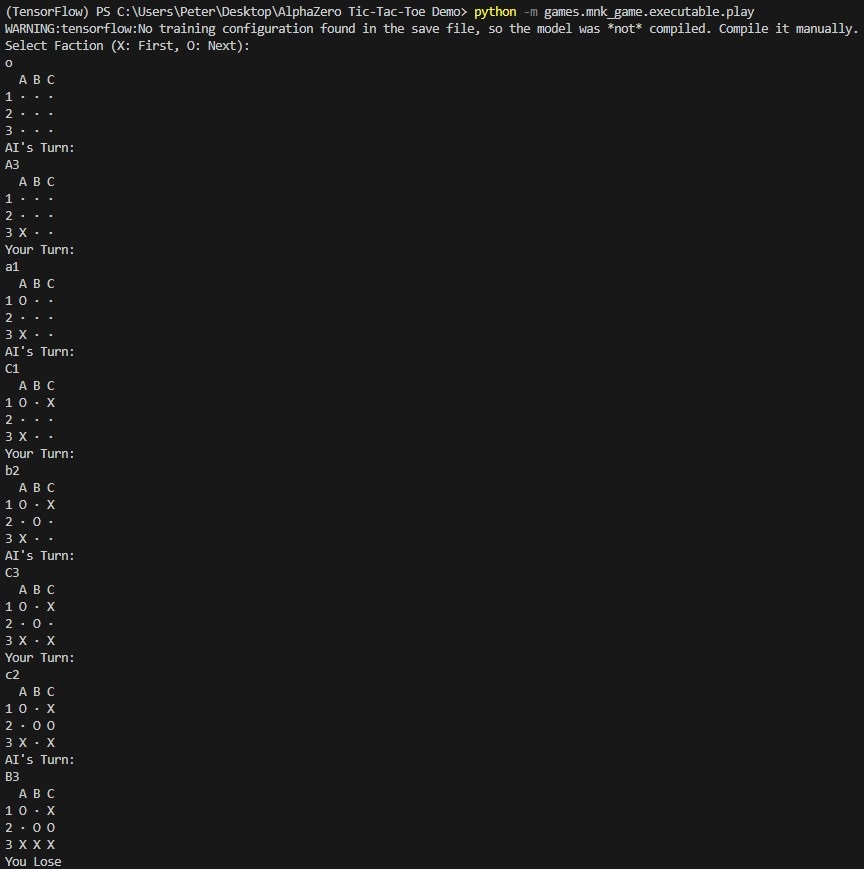 (TensorFlow) PS C:\Users\Peter\Desktop\AlphaZero Tic-Tac-Toe Demo> python -m games.mnk_game.executable.play
WARNING:tensorflow:No training configuration found in the save file, so the model was *not* compiled. Compile it manually.
Select Faction (X: First, O: Next):
o
  A B C
1 · · ·
2 · · ·
3 · · ·
AI's Turn:
A3
  A B C
1 · · ·
2 · · ·
3 X · ·
Your Turn:
a1
  A B C
1 O · ·
2 · · ·
3 X · ·
AI's Turn:
C1
  A B C
1 O · X
2 · · ·
3 X · ·
Your Turn:
b2
  A B C
1 O · X
2 · O ·
3 X · ·
AI's Turn:
C3
  A B C
1 O · X
2 · O ·
3 X · X
Your Turn:
c2
  A B C
1 O · X
2 · O O
3 X · X
AI's Turn:
B3
  A B C
1 O · X
2 · O O
3 X X X
You Lose